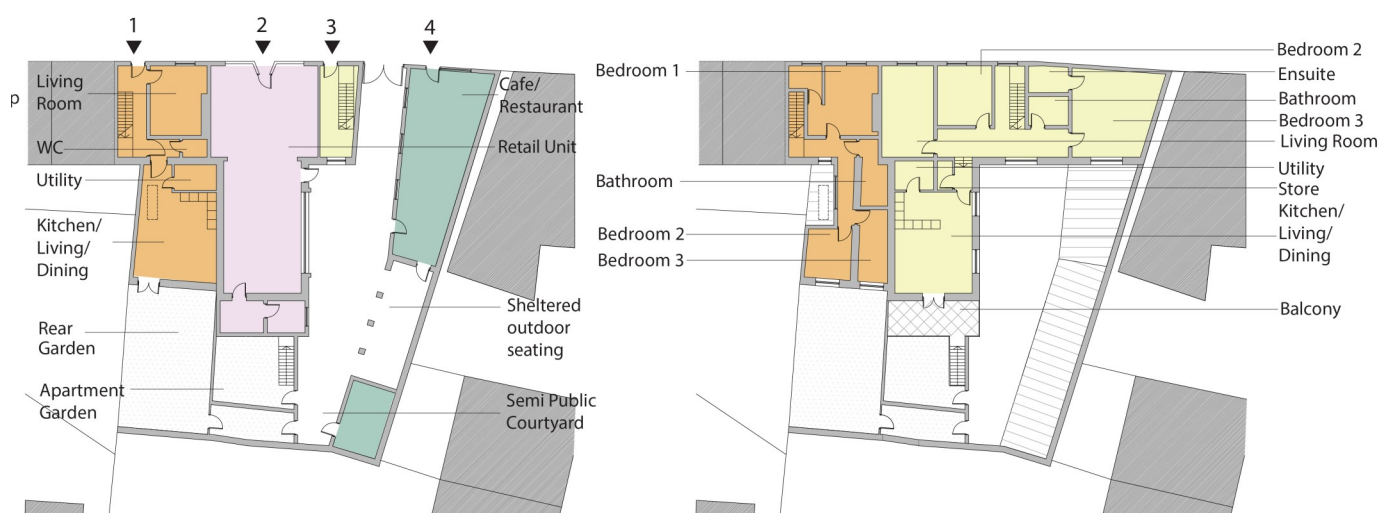 1
2
3
4
Living
Room
p
WC
Utility
Kitchen/
Living/
Dining
Rear
Garden
Apartment
Garden
Cafe/
Restaurant
Retail Unit
Sheltered
outdoor
seating
Semi Public
Courtyard
Bedroom 1
Bathroom
Bedroom 2
Bedroom 3
Bedroom 2
Ensuite
Bathroom
Bedroom 3
Living Room
Utility
Store
Kitchen/
Living/
Dining
Balcony